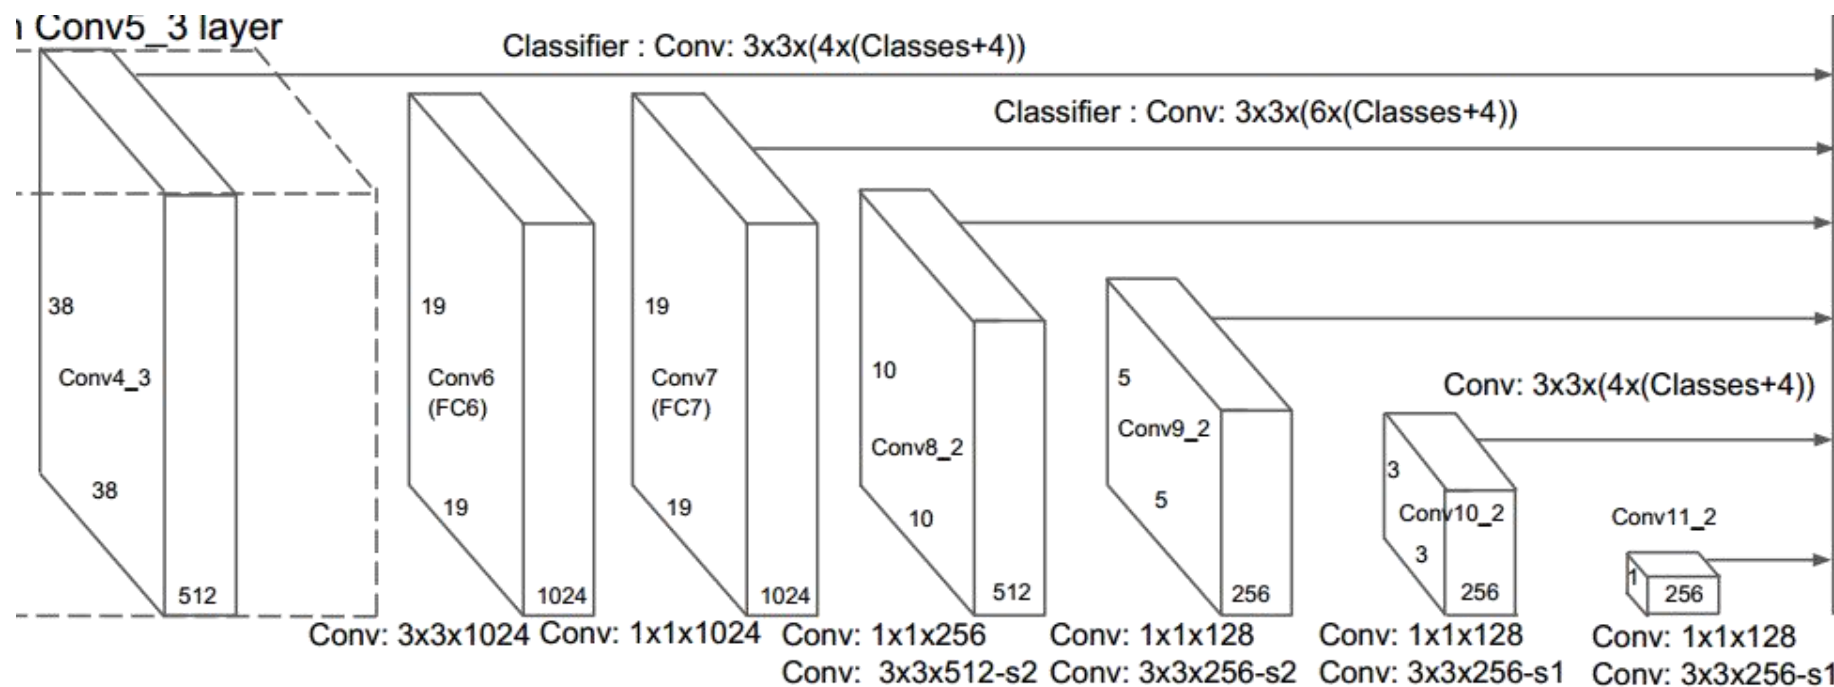 Conv5_3 layer
Classifier : Conv: 3x3x(4x(Classes+4))
Classifier : Conv: 3x3x(6x(Classes+4))
38
Conv4_3
38
512
19
Conv6
(FC6)
19
1024
19
Conv7
(FC7)
19
1024
10
Conv8_2
10
512
5
Conv9_2
5
256
Conv: 3x3x(4x(Classes+4))
3
Conv10_2
3
256
Conv11_2
1
256
Conv: 3x3x1024
Conv: 1x1x1024
Conv: 1x1x256
Conv: 3x3x512-s2
Conv: 1x1x128
Conv: 3x3x256-s2
Conv: 1x1x128
Conv: 3x3x256-s1
Conv: 1x1x128
Conv: 3x3x256-s1